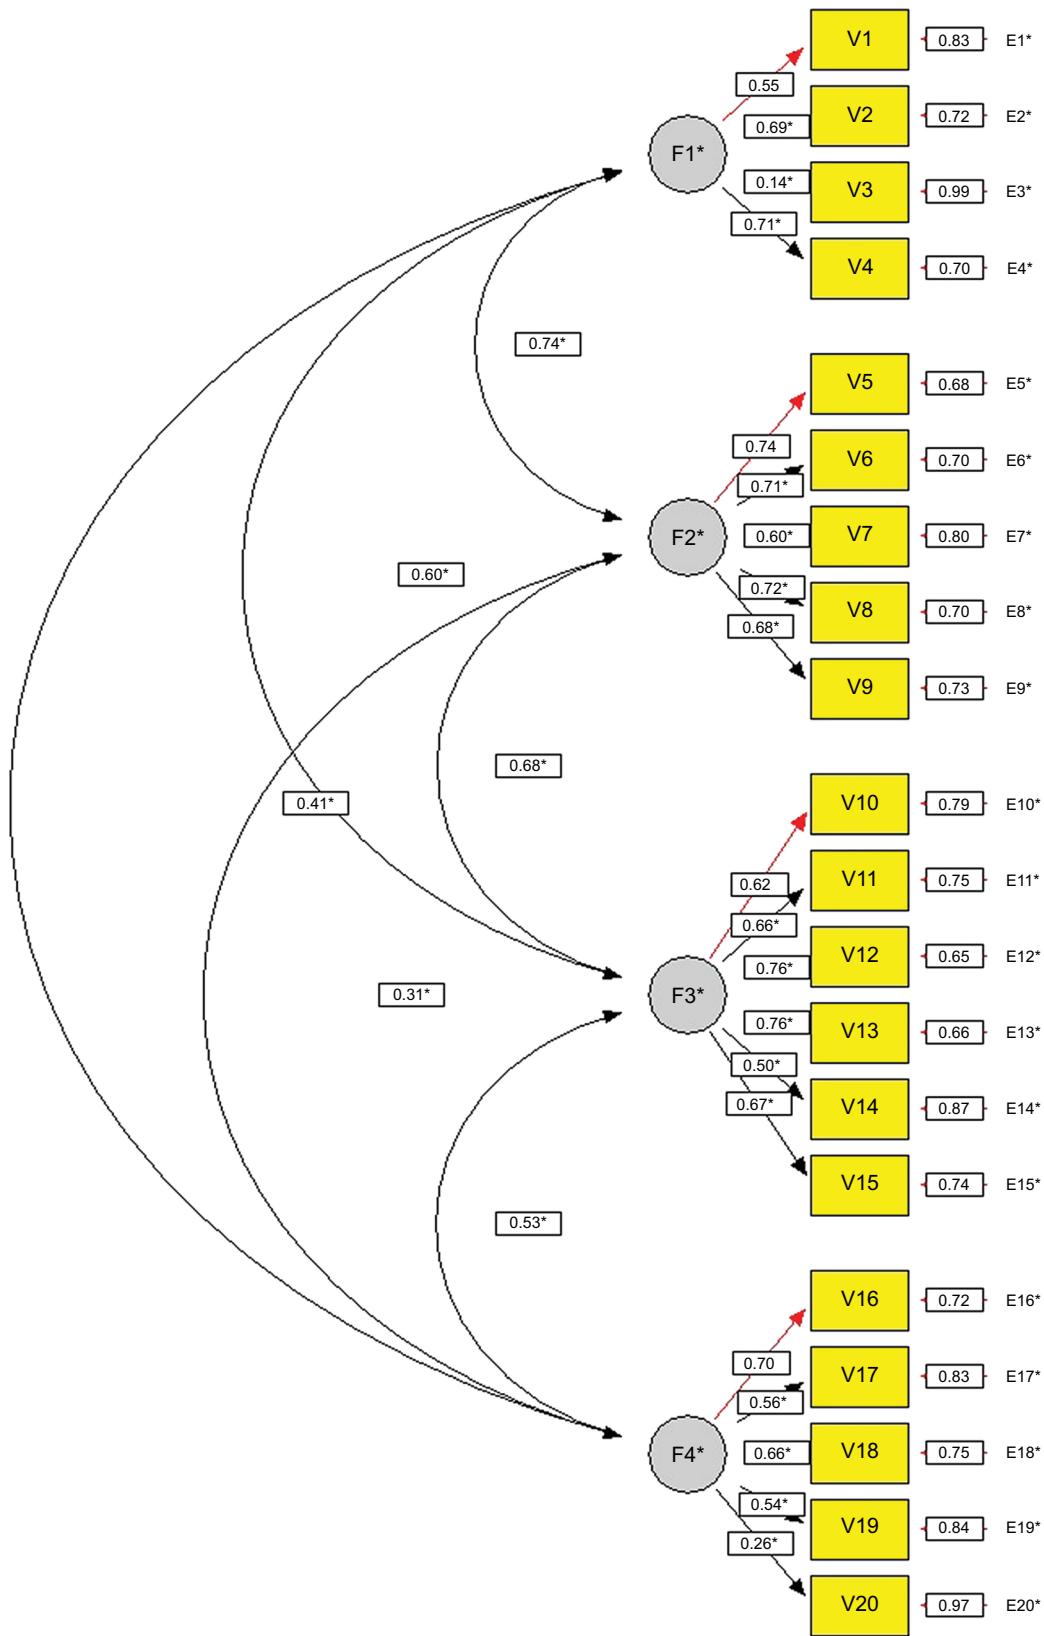 V1 0.83 E1*
0.55
V2 0.72 E2*
0.69*
F1*
0.14*
V3 0.99 E3*
0.71*
V4 0.70 E4*
0.74*
V5 0.68 E5*
0.74
V6 0.70 E6*
0.71*
F2*
0.60*
V7 0.80 E7*
0.60*
0.72*
V8 0.70 E8*
0.68*
V9 0.73 E9*
0.68*
0.41*
V10 0.79 E10*
0.62
V11 0.75 E11*
0.66*
0.76*
V12 0.65 E12*
F3*
0.31*
0.76*
V13 0.66 E13*
0.50*
0.67*
V14 0.87 E14*
V15 0.74 E15*
0.53*
V16 0.72 E16*
0.70
V17 0.83 E17*
0.56*
F4*
0.66*
V18 0.75 E18*
0.54*
V19 0.84 E19*
0.26*
V20 0.97 E20*